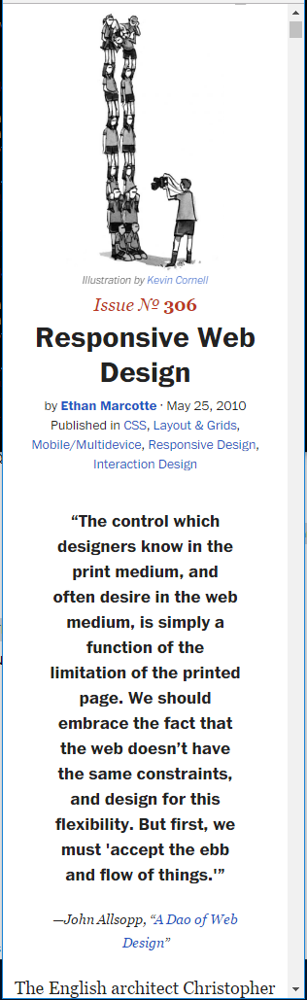 Illustration by Kevin Cornell
Issue № 306
Responsive Web
Design
by Ethan Marcotte · May 25, 2010
Published in CSS, Layout & Grids,
Mobile/Multidevice, Responsive Design,
Interaction Design
“The control which
designers know in the
print medium, and
often desire in the web
medium, is simply a
function of the
limitation of the printed
page. We should
embrace the fact that
the web doesn’t have
the same constraints,
and design for this
flexibility. But first, we
must 'accept the ebb
and flow of things.'”
—John Allsopp, “A Dao of Web
Design”
The English architect Christopher